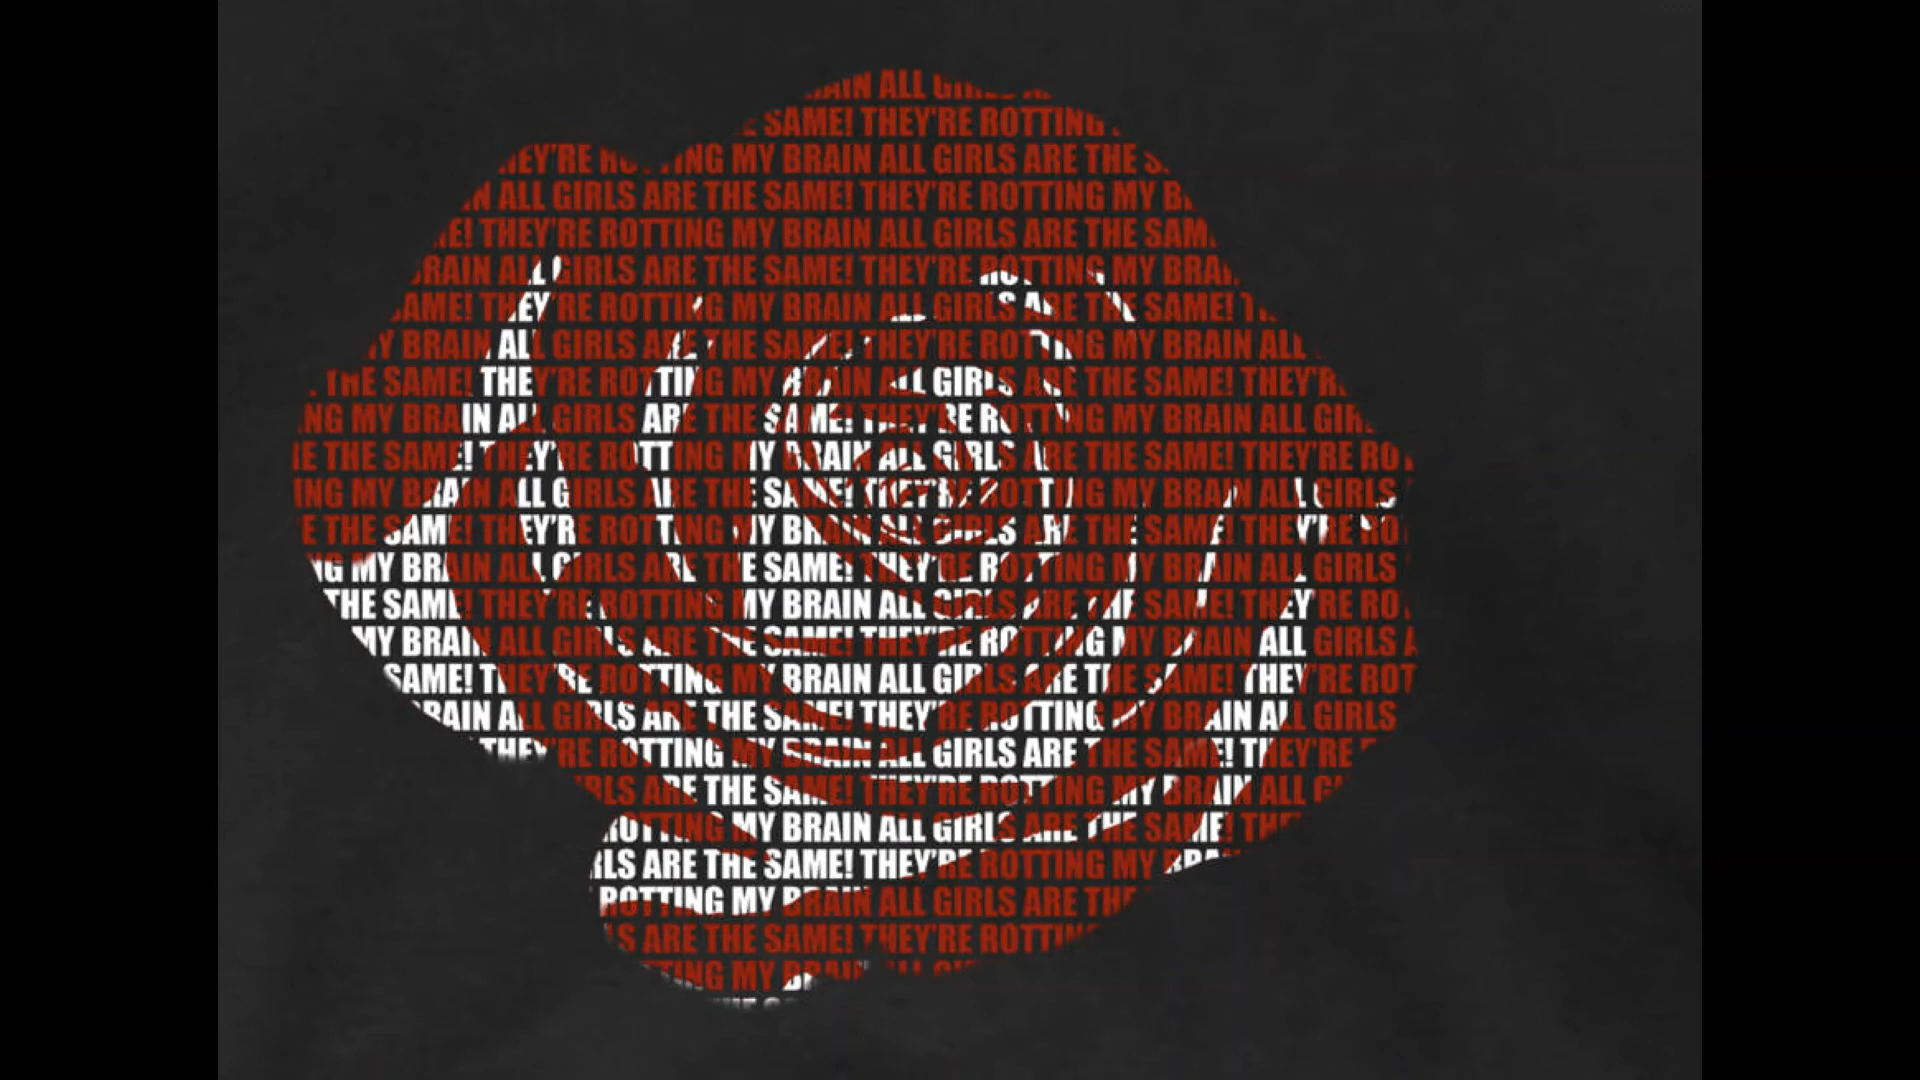 ALL
SAME! THEY'RE ROTTING
MY BRAIN ALL GIRLS ARE THE
ALL GIRLS ARE THE SAME! THEY'RE ROTTING MY
THEY'RE ROTTING MY BRAIN ALL GIRLS ARE THE
ALL GIRLS ARE THE SAME! THEY'RE ROTTING MY
THEY'RE ROTTING MY BRAIN ALL GIRLS ARE THE SAME!
BRAIN ALL GIRLS ARE THE SAME! THEY'RE ROTTING MY BRAIN ALL
THE SAME! THEY'RE ROTTING MY BRAIN ALL GIRLS ARE THE SAME!
MY BRAIN ALL GIRLS ARE THE SAME! THEY'RE ROTTING MY BRAIN ALL
THE SAME! THEY'RE ROTTING MY BRAIN ALL GIRLS ARE THE SAME! THEY'RE
MY BRAIN ALL GIRLS ARE THE SAME! THEY'RE ROTTING MY BRAIN ALL GIRLS
THE SAME! THEY'RE ROTTING MY BRAIN ALL GIRLS ARE THE SAME! THEY'RE
MY BRAIN ALL GIRLS ARE THE SAME! THEY'RE ROTTING MY BRAIN ALL GIRLS
THE SAME! THEY'RE ROTTING MY BRAIN ALL GIRLS ARE THE SAME! THEY'RE
MY BRAIN ALL GIRLS ARE THE SAME! THEY'RE ROTTING MY BRAIN ALL GIRLS
SAME! THEY'RE ROTTING MY BRAIN ALL GIRLS ARE THE SAME! THEY'RE
BRAIN ALL GIRLS ARE THE SAME! THEY'RE ROTTING MY BRAIN ALL GIRLS
THEY'RE ROTTING MY BRAIN ALL GIRLS ARE THE SAME! THEY'RE
ARE THE SAME! THEY'RE ROTTING MY BRAIN ALL
ROTTING MY BRAIN ALL GIRLS ARE THE SAME!
ARE THE SAME! THEY'RE ROTTING MY
ROTTING MY BRAIN ALL GIRLS ARE THE
ARE THE SAME! THEY'RE ROTTING
MY BRAIN